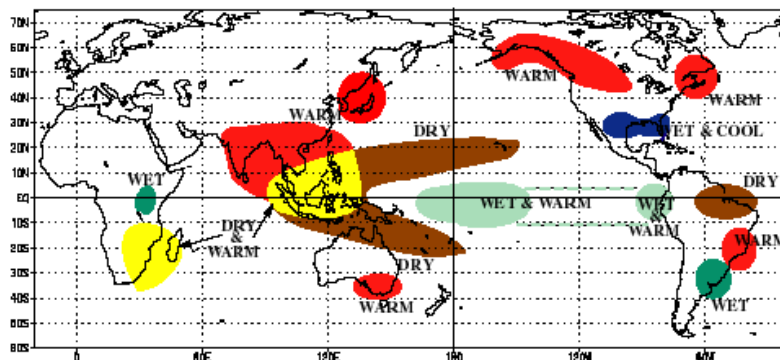 70N
60N
50N
WARM
40N
WARM
WARM
30N
DRY
WET & COOL
20N
10N
WET
DRY
EQ
WET & WARM
WET
&
WARM
10S
DRY
&
WARM
WARM
20S
DRY
30S
40S
WARM
WET
50S
60S
70S
80S
0
60E
120E
180
120W
60W